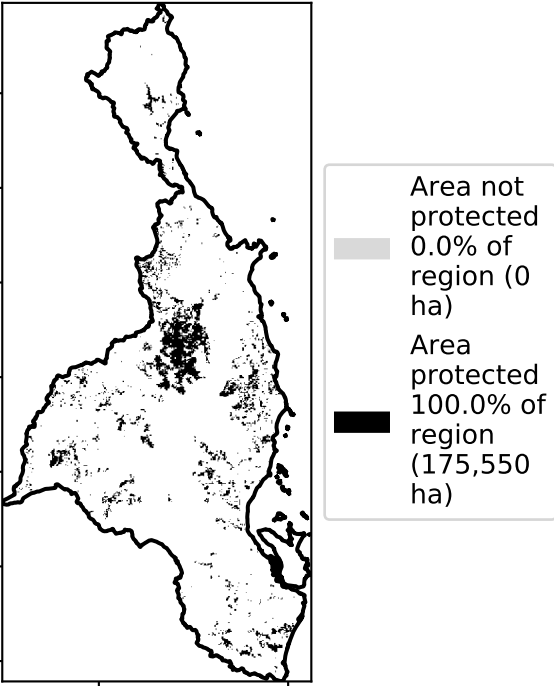 Area not
protected
0.0% of
region (0
ha)
Area
protected
100.0% of
region
(175,550
ha)